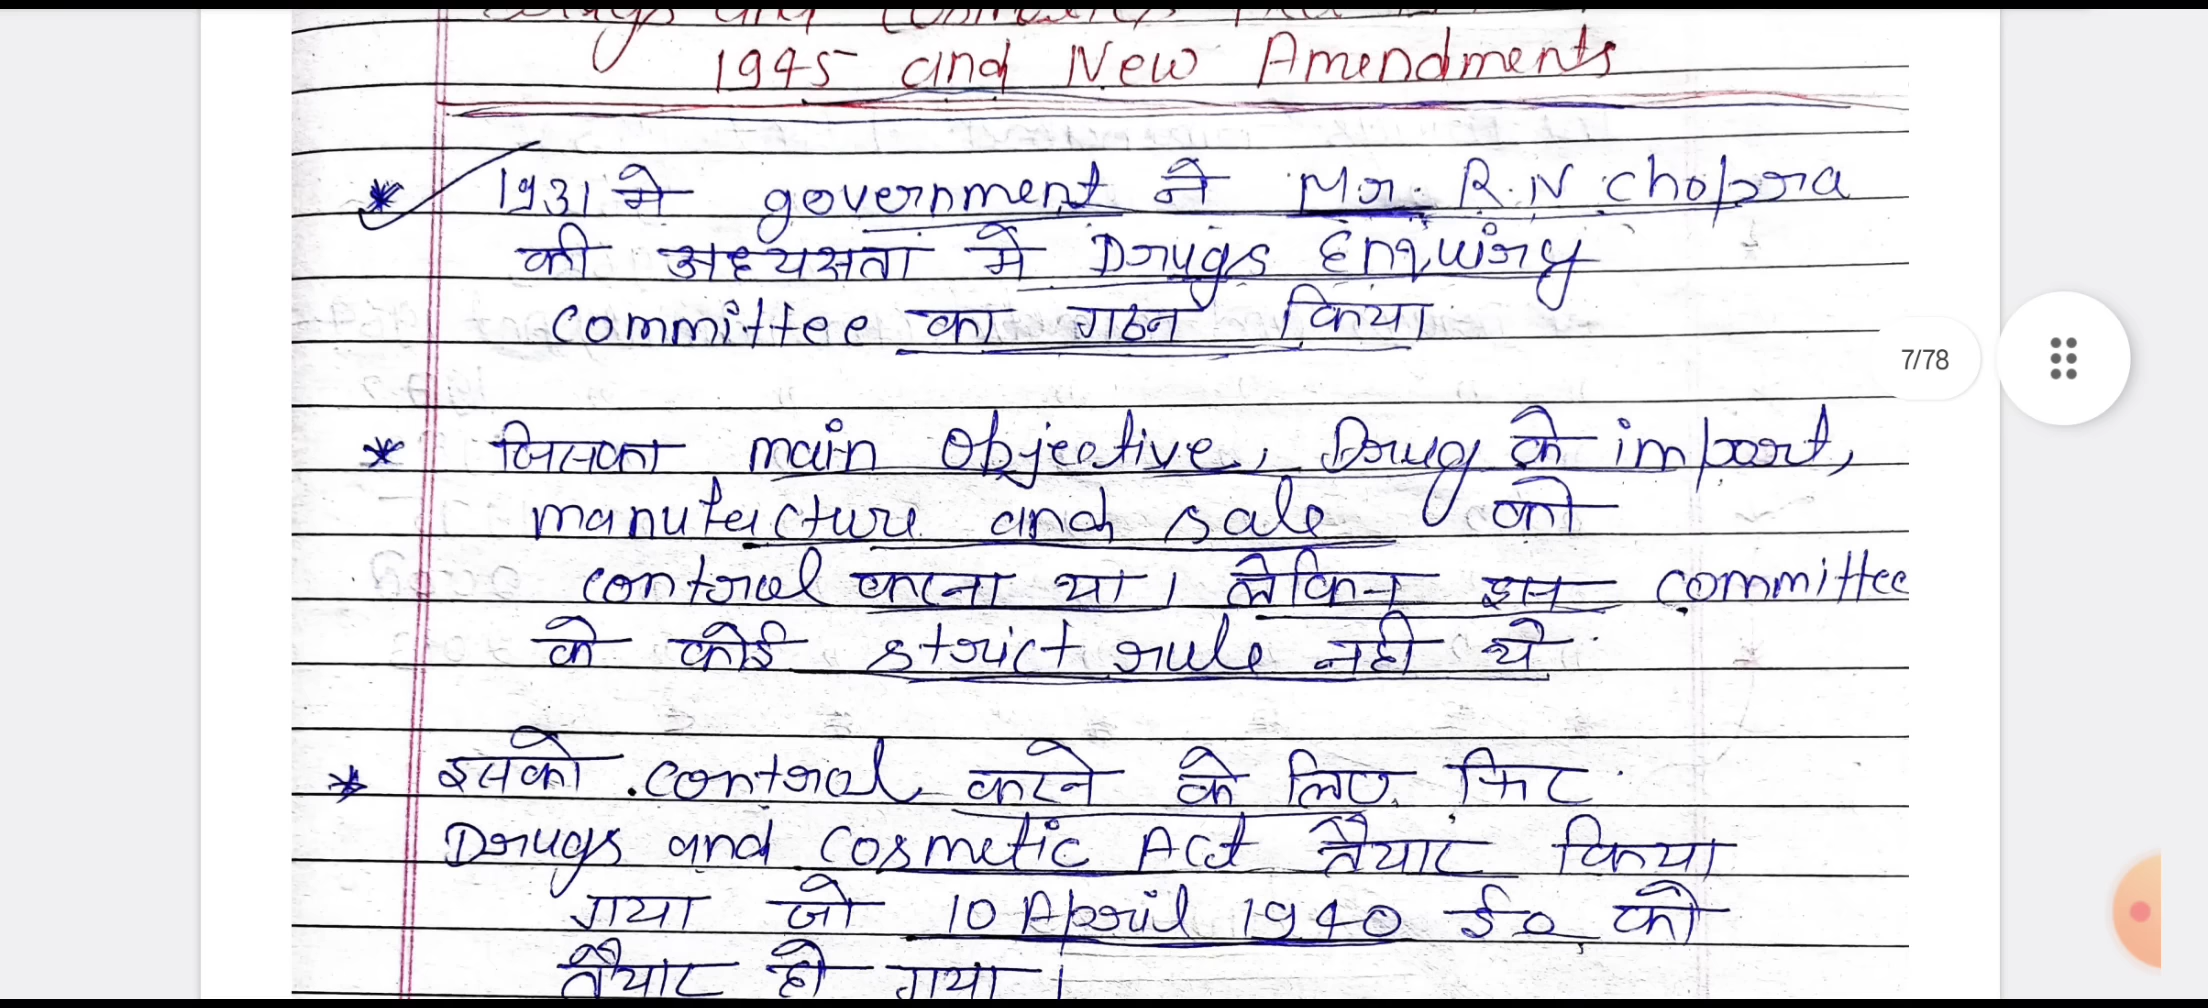 1945 and New Amendments
* 1931 मे government ने Mr. R.N chopra
की अध्यक्षता मे Drugs Enquiry
committee का गठन किया
7/78
* जिसका main objective, Drug के import,
manufacture and sale को
control करना था। लेकिन इस committee
के कोई strict rule नही थे
* इसको control करने के लिए फिर
Drugs and Cosmetic Act तैयार किया
गया जो 10 April 1940 ई० को
तैयार हो गया।